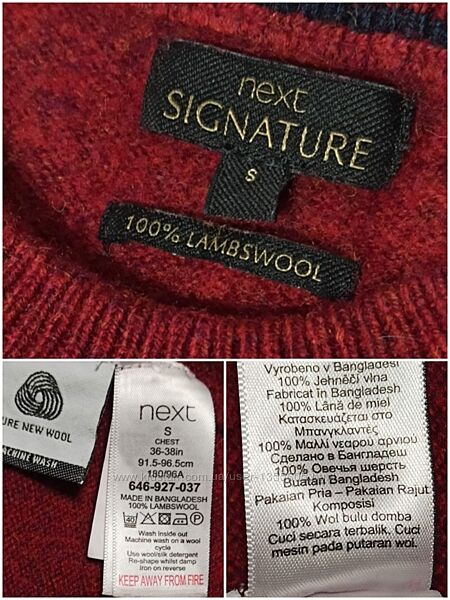 next
SIGNATURE
S
100% LAMBSWOOL
PURE NEW WOOL
MACHINE WASH
next
S
CHEST
36-38in
91.5-96.5cm
180/96A
646-927-037
MADE IN BANGLADESH
100% LAMBSWOOL
40
Wash inside out
Machine wash on a wool
cycle
Use wool/silk detergent
Re-shape whilst damp
Iron on reverse
KEEP AWAY FROM FIRE
Vyrobeno v Bangladési
100% Jehněčí vlna
Fabricat în Bangladesh
100% Lână de miel
Κατασκευάζεται στο
Μπανγκλαντές
100% Μαλλί νεαρού αρνιού
Сделано в Бангладеш
100% Овечья шерсть
Buatan Bangladesh
Pakaian Pria – Pakaian Rajut
Komposisi
100% Wol bulu domba
Cuci secara terbalik. Cuci
mesin pada putaran wol.